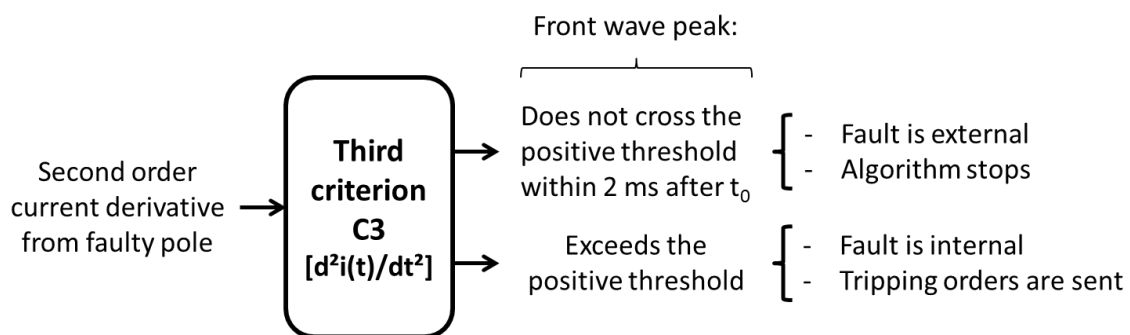 Front wave peak:
Second order
current derivative
from faulty pole
Third
criterion
C3
[d²i(t)/dt²]
Does not cross the
positive threshold
within 2 ms after t₀
- Fault is external
- Algorithm stops
Exceeds the
positive threshold
- Fault is internal
- Tripping orders are sent